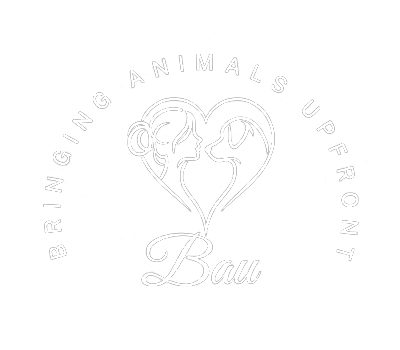 BRINGING ANIMALS UPFRONT
Bau